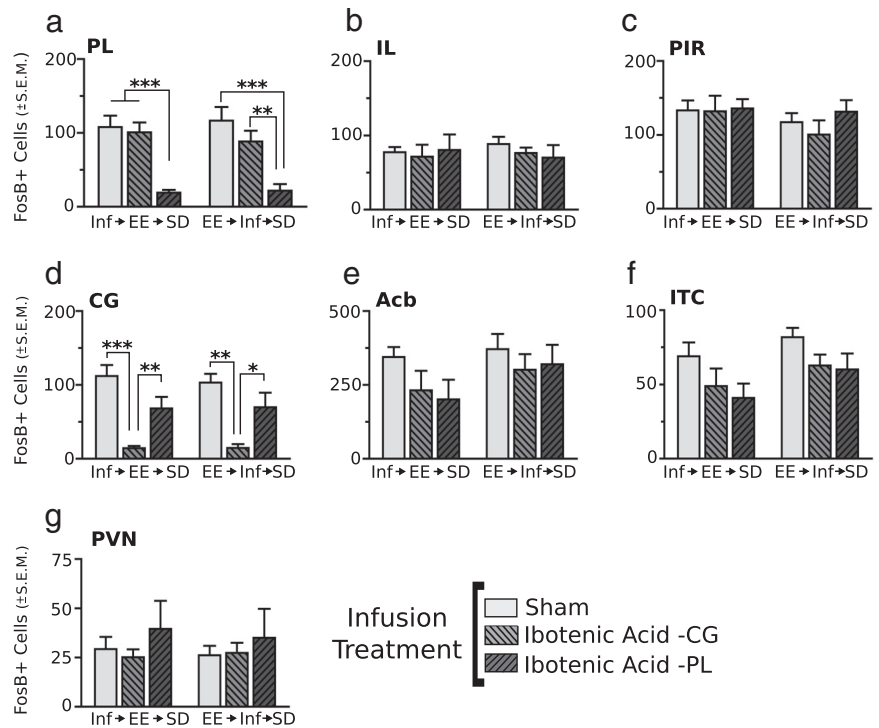 a
PL
FosB+ Cells (±S.E.M.)
200
100
0
***
***
**
Inf→EE→SD EE→Inf→SD
b
IL
200
100
0
Inf→EE→SD EE→Inf→SD
c
PIR
200
100
0
Inf→EE→SD EE→Inf→SD
d
CG
FosB+ Cells (±S.E.M.)
200
100
0
***
**
**
*
Inf→EE→SD EE→Inf→SD
e
Acb
500
250
0
Inf→EE→SD EE→Inf→SD
f
ITC
100
50
0
Inf→EE→SD EE→Inf→SD
g
PVN
FosB+ Cells (±S.E.M.)
75
50
25
0
Inf→EE→SD EE→Inf→SD
Infusion
Treatment
Sham
Ibotenic Acid -CG
Ibotenic Acid -PL